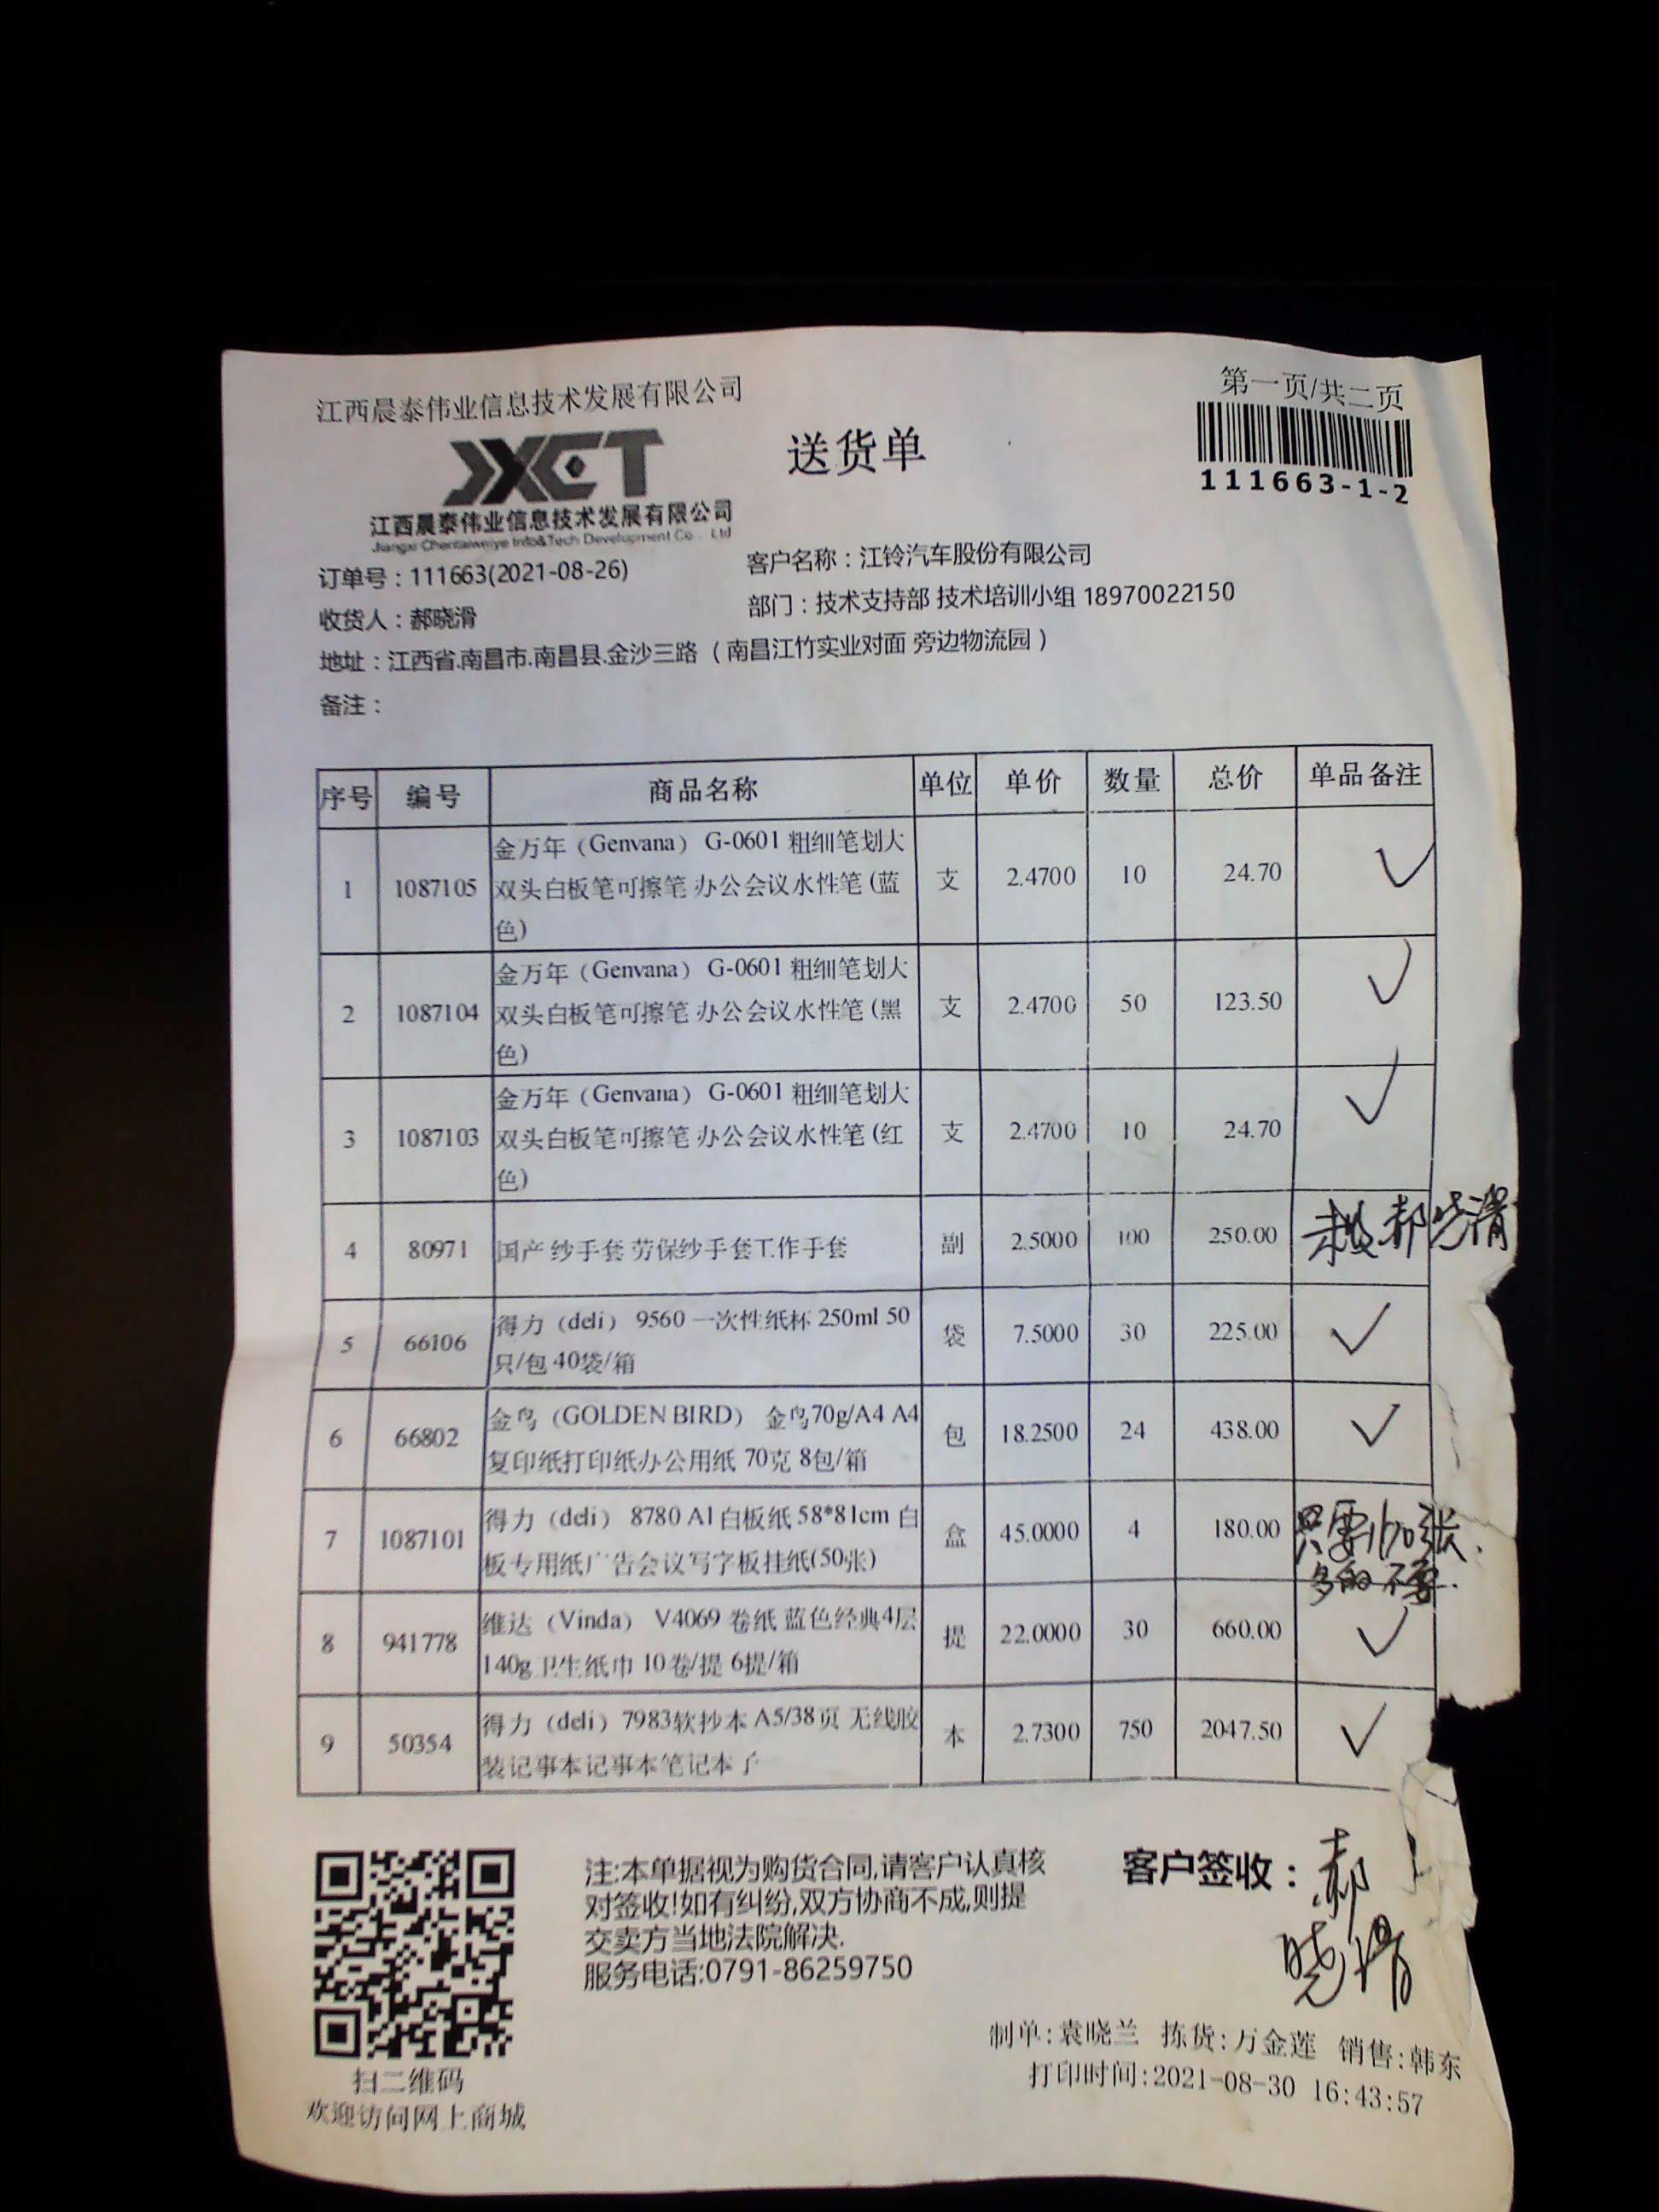 江西晨泰伟业信息技术发展有限公司
第一页/共二页
JXCT
送货单
111663-1-2
江西晨泰伟业信息技术发展有限公司
Jiangxi Chentaiweiye Info&Tech Development Co., Ltd
订单号：111663(2021-08-26)
客户名称：江铃汽车股份有限公司
收货人：郝晓滑
部门：技术支持部 技术培训小组 18970022150
地址：江西省.南昌市.南昌县.金沙三路（南昌江竹实业对面 旁边物流园）
备注：
序号 编号 商品名称 单位 单价 数量 总价 单品备注
金万年（Genvana） G-0601 粗细笔划大
1 1087105 双头白板笔可擦笔 办公会议水性笔 (蓝 支 2.4700 10 24.70 ✓
色)
金万年（Genvana） G-0601 粗细笔划大
2 1087104 双头白板笔可擦笔 办公会议水性笔 (黑 支 2.4700 50 123.50 ✓
色)
金万年（Genvana） G-0601 粗细笔划大
3 1087103 双头白板笔可擦笔 办公会议水性笔 (红 支 2.4700 10 24.70 ✓
色)
4 80971 国产 纱手套 劳保纱手套工作手套 副 2.5000 100 250.00 郝晓滑
得力（deli） 9560 一次性纸杯 250ml 50
5 66106 只/包 40袋/箱 袋 7.5000 30 225.00 ✓
金鸟（GOLDEN BIRD） 金鸟70g/A4 A4
6 66802 复印纸打印纸办公用纸 70克 8包/箱 包 18.2500 24 438.00 ✓
得力（deli） 8780 A1白板纸 58*81cm 白
7 1087101 板专用纸广告会议写字板挂纸(50张) 盒 45.0000 4 180.00 只要 张.
多的不要.
维达（Vinda） V4069 卷纸 蓝色经典4层
8 941778 140g卫生纸巾 10卷/提 6提/箱 提 22.0000 30 660.00 ✓
得力（deli）7983软抄本 A5/38页 无线胶
9 50354 装记事本记事本笔记本子 本 2.7300 750 2047.50 ✓
注:本单据视为购货合同,请客户认真核
对签收!如有纠纷,双方协商不成,则提
交卖方当地法院解决.
服务电话:0791-86259750
客户签收：郝
晓滑
制单:袁晓兰 拣货:万金莲 销售:韩东
打印时间:2021-08-30 16:43:57
扫二维码
欢迎访问网上商城